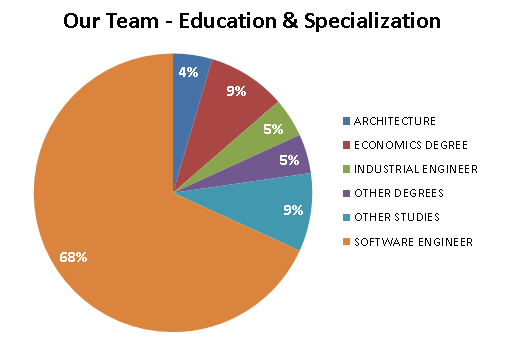 Our Team - Education & Specialization
4%
9%
5%
5%
9%
68%
ARCHITECTURE
ECONOMICS DEGREE
INDUSTRIAL ENGINEER
OTHER DEGREES
OTHER STUDIES
SOFTWARE ENGINEER